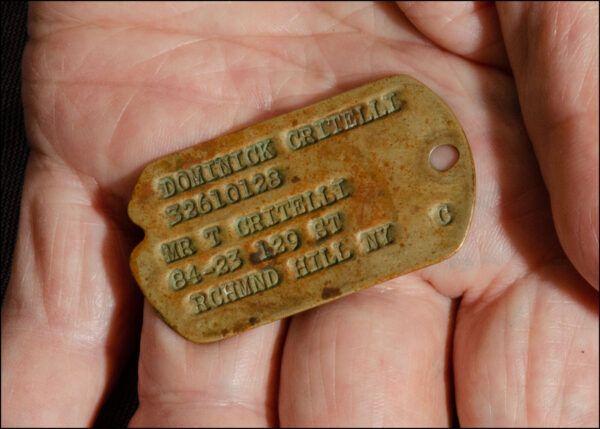 DOMINICK CRITELLI
32610128
MR T CRITELLI
84-23 129 ST
RCHMND HILL NY C